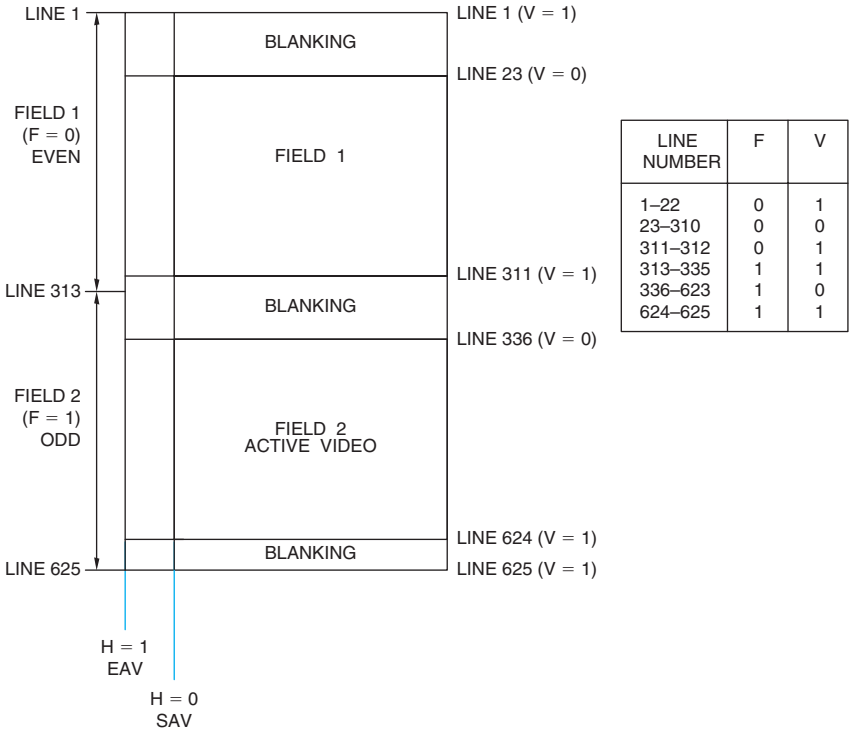 LINE 1
LINE 1 (V = 1)
BLANKING
LINE 23 (V = 0)
FIELD 1
(F = 0)
EVEN
FIELD 1
LINE 311 (V = 1)
LINE 313
BLANKING
LINE 336 (V = 0)
FIELD 2
(F = 1)
ODD
FIELD 2
ACTIVE VIDEO
LINE 624 (V = 1)
BLANKING
LINE 625
LINE 625 (V = 1)
H = 1
EAV
H = 0
SAV
LINE NUMBER F V
1–22 0 1
23–310 0 0
311–312 0 1
313–335 1 1
336–623 1 0
624–625 1 1